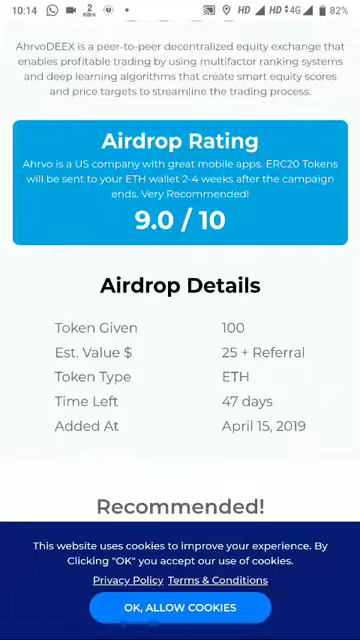 10:14 2 KB/s HD HD 4G 82%
AhrvoDEEX is a peer-to-peer decentralized equity exchange that
enables profitable trading by using multifactor ranking systems
and deep learning algorithms that create smart equity scores
and price targets to streamline the trading process.
Airdrop Rating
Ahrvo is a US company with great mobile apps. ERC20 Tokens
will be sent to your ETH wallet 2-4 weeks after the campaign
ends. Very Recommended!
9.0 / 10
Airdrop Details
Token Given 100
Est. Value $ 25 + Referral
Token Type ETH
Time Left 47 days
Added At April 15, 2019
Recommended!
This website uses cookies to improve your experience. By
Clicking "OK" you accept our use of cookies.
Privacy Policy Terms & Conditions
OK, ALLOW COOKIES